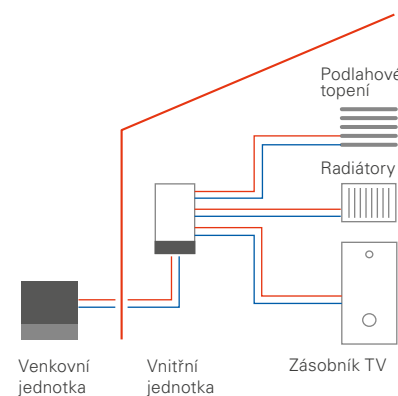 Podlahové
topení
Radiátory
Zásobník TV
Venkovní
jednotka
Vnitřní
jednotka